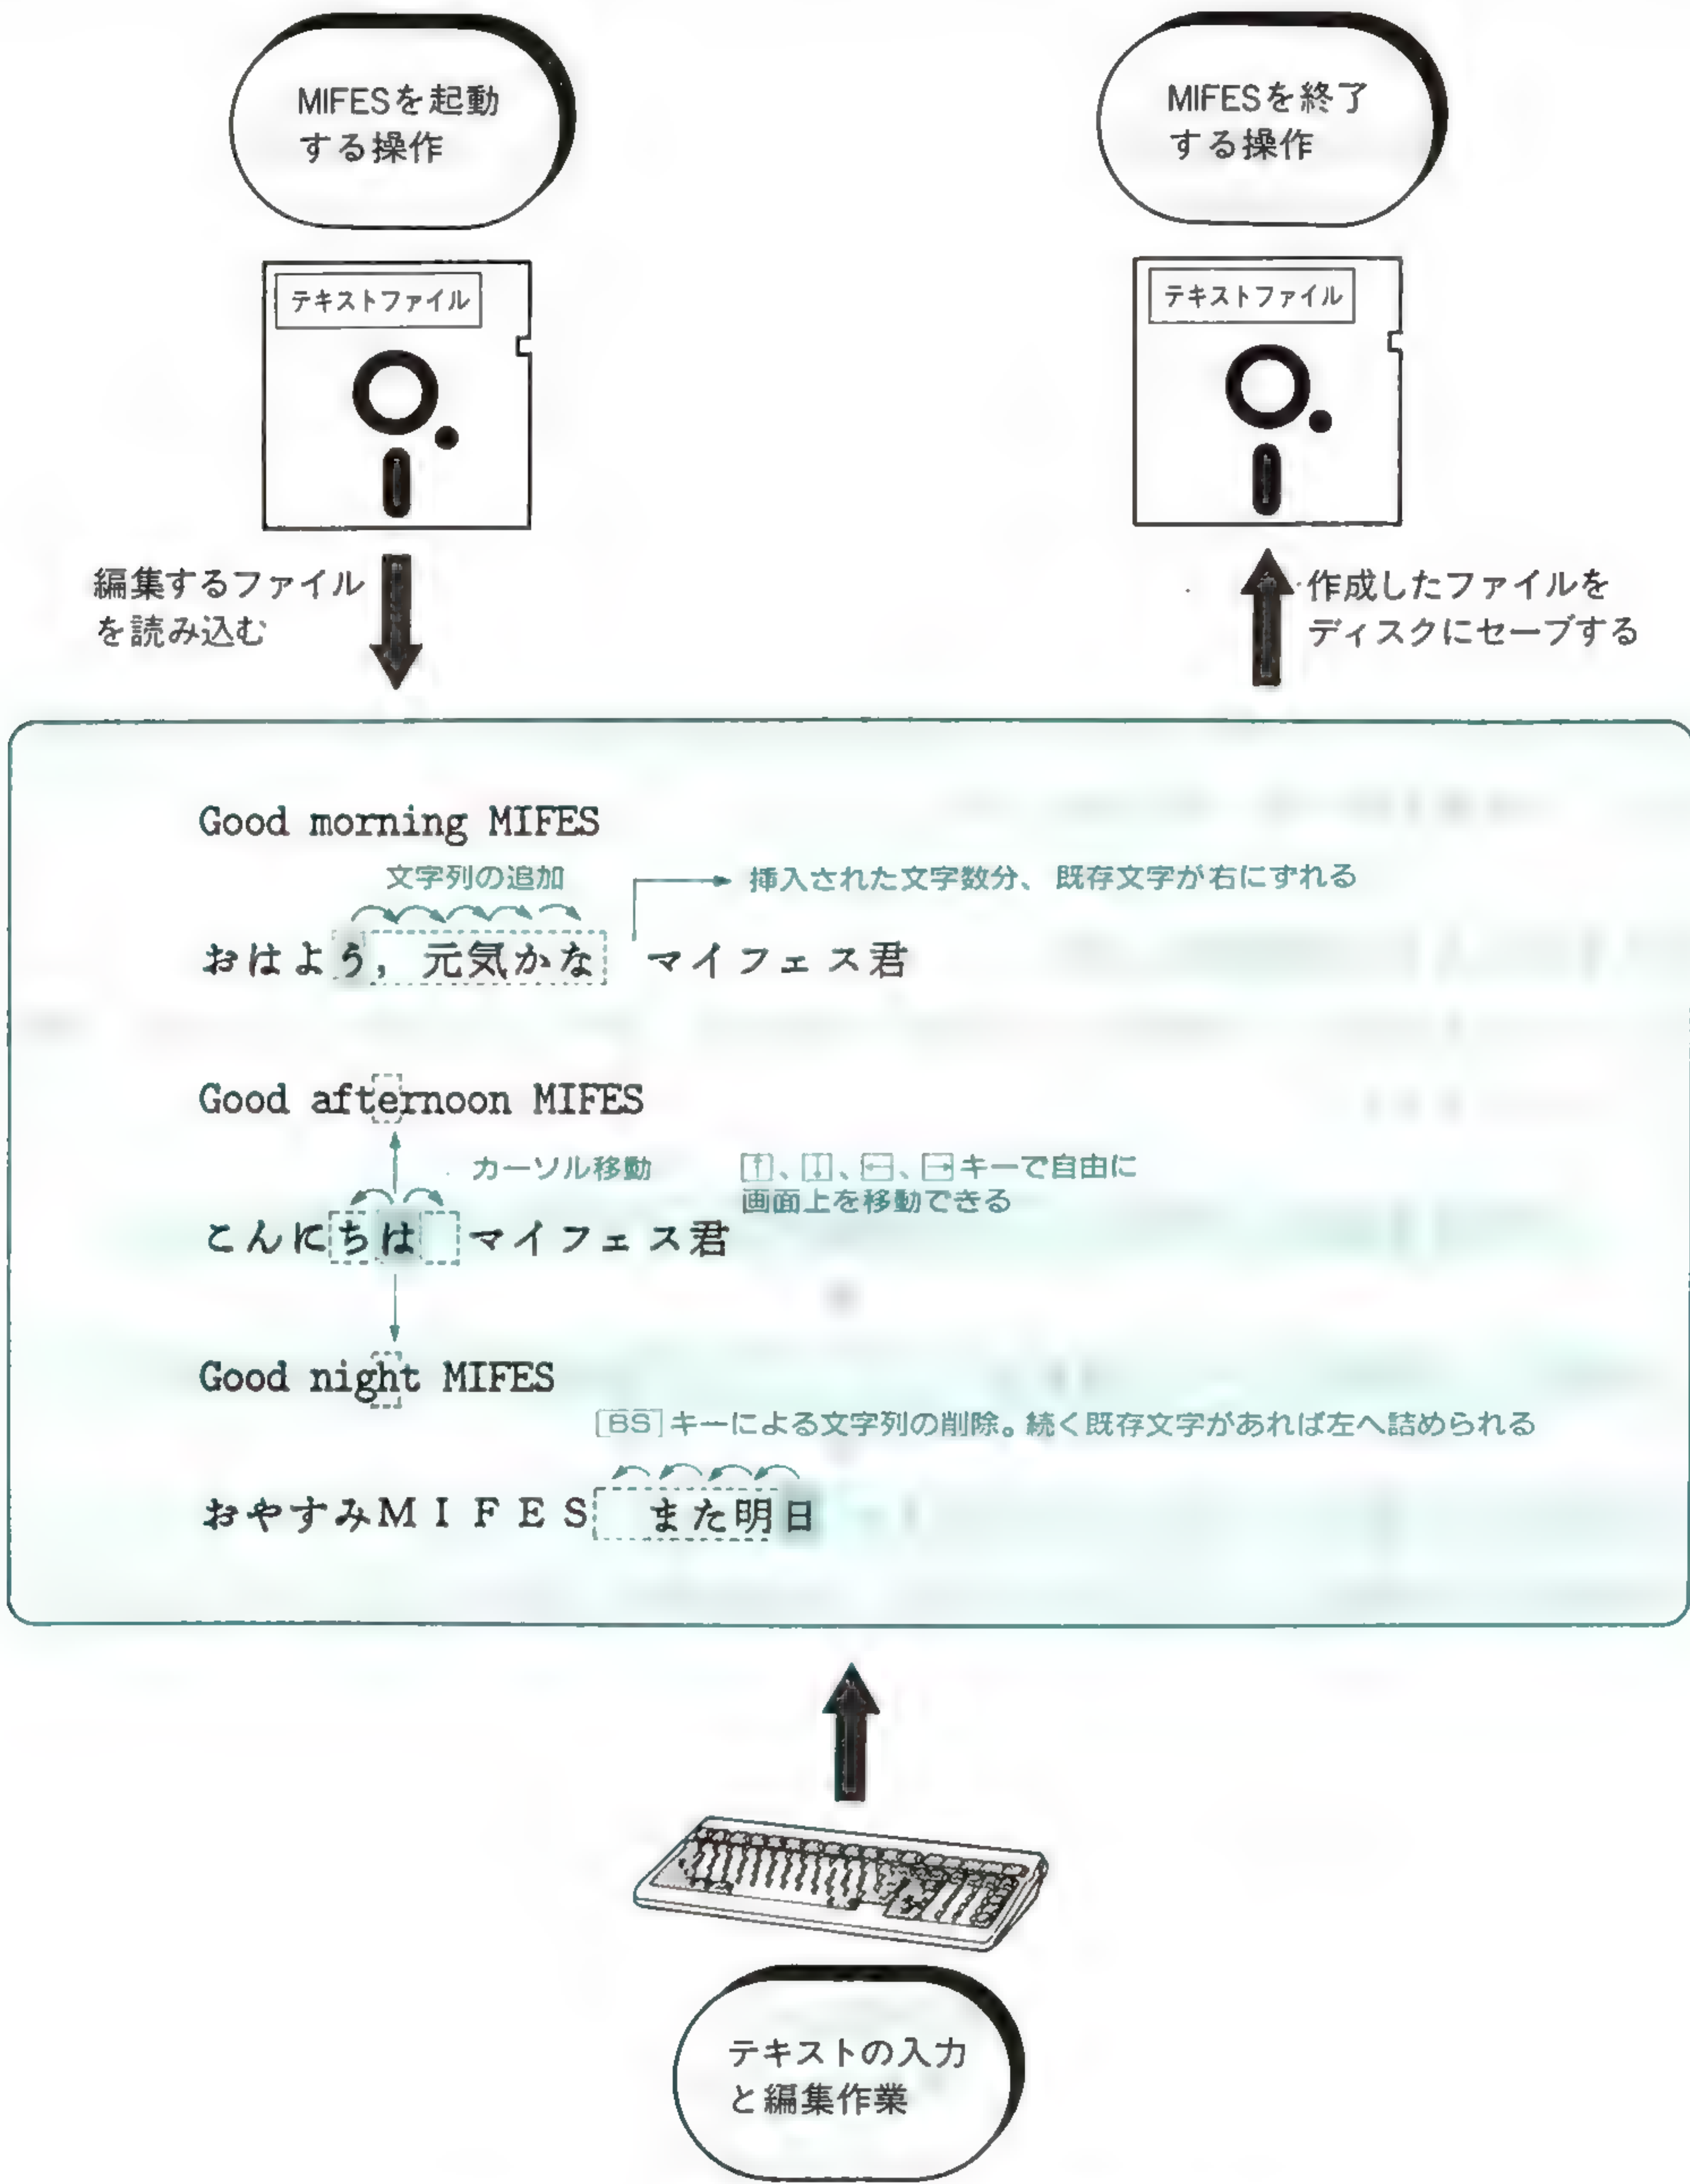 MIFESを起動
する操作
MIFESを終了
する操作
テキストファイル
テキストファイル
編集するファイル
を読み込む
作成したファイルを
ディスクにセーブする
Good morning MIFES
文字列の追加
挿入された文字数分、既存文字が右にずれる
おはよう，元気かな　マイフェス君
Good afternoon MIFES
カーソル移動
[↑]、[↓]、[←]、[→]キーで自由に
画面上を移動できる
こんにちは　マイフェス君
Good night MIFES
[BS]キーによる文字列の削除。続く既存文字があれば左へ詰められる
おやすみＭＩＦＥＳ　また明日
テキストの入力
と編集作業